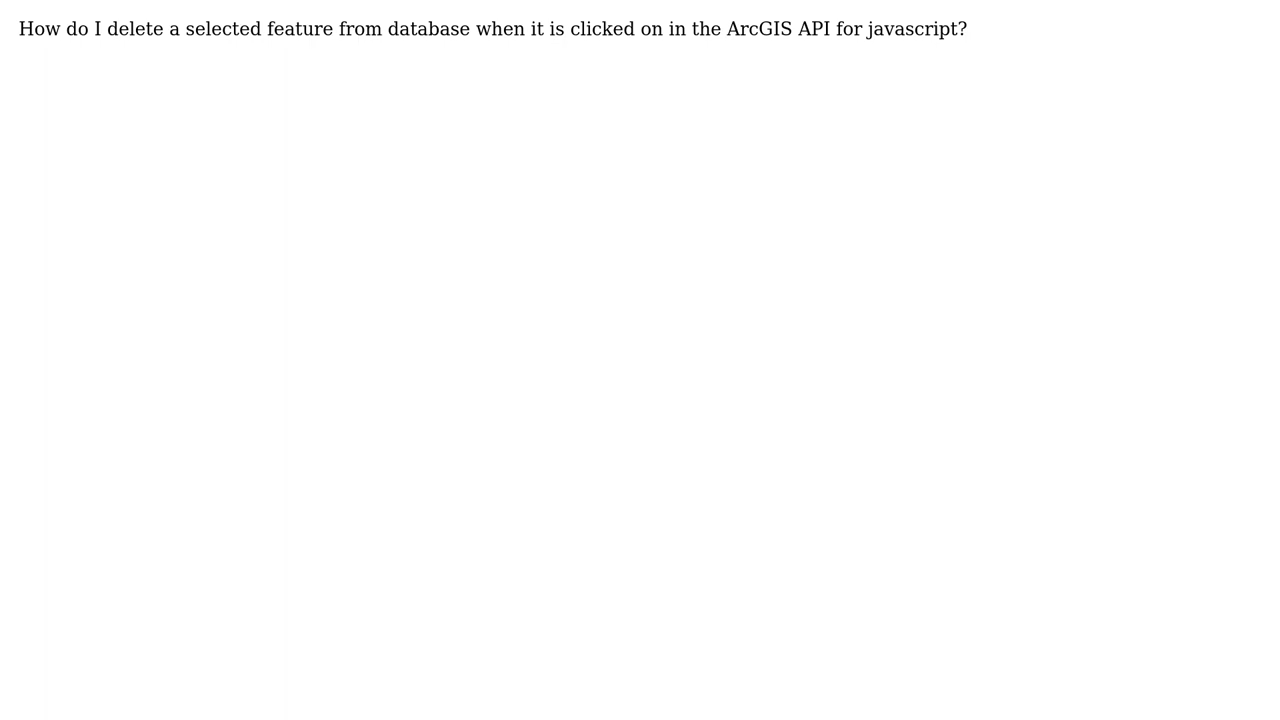 How do I delete a selected feature from database when it is clicked on in the ArcGIS API for javascript?